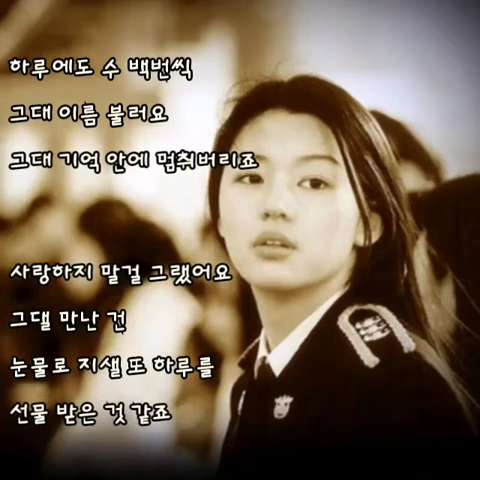 하루에도 수 백번씩
그대 이름 불러요
그대 기억 안에 멈춰버리죠
사랑하지 말걸 그랬어요
그댈 만난 건
눈물로 지샐 또 하루를
선물 받은 것 같죠